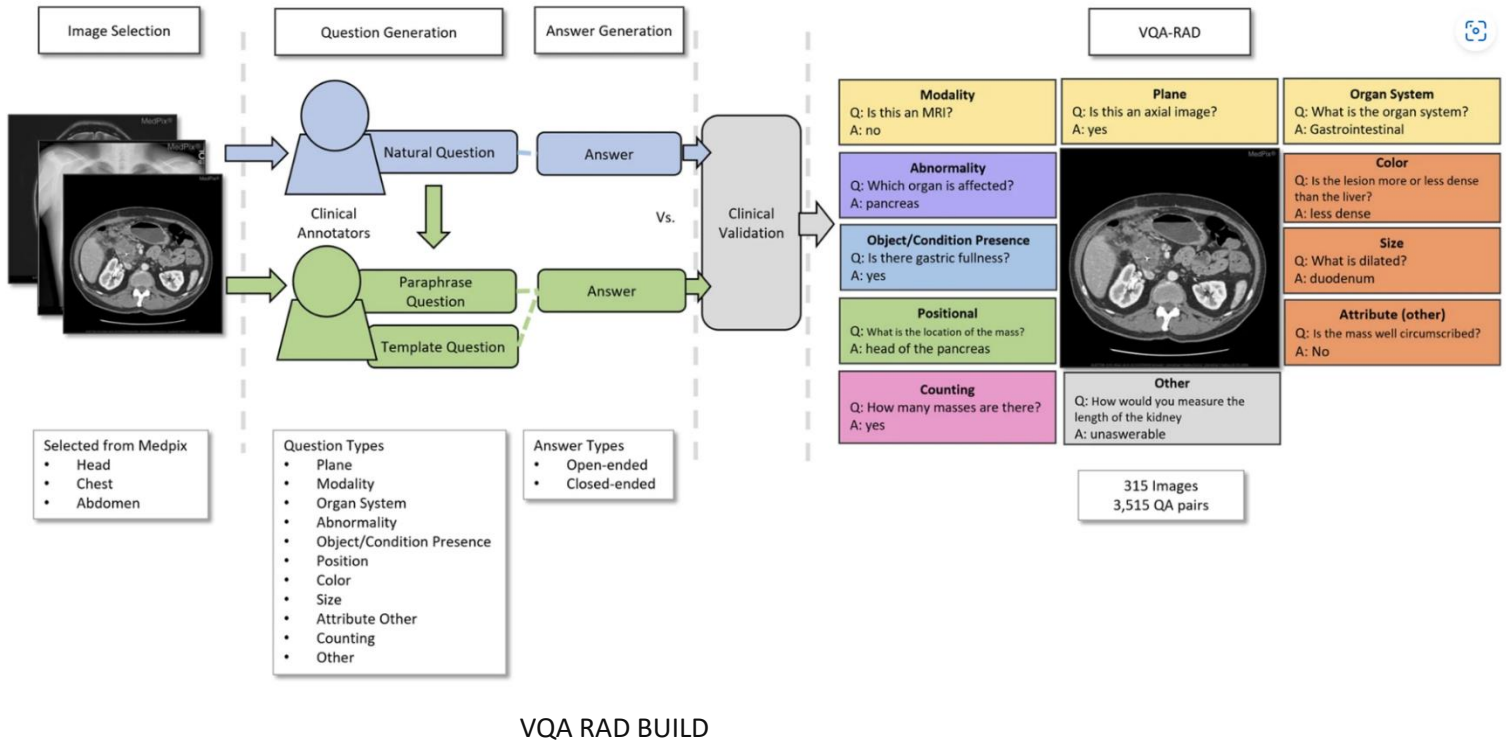 Image Selection
Question Generation
Answer Generation
VQA-RAD
MedPix®
MedPix®
MedPix®
Natural Question
Answer
Clinical
Annotators
Vs.
Paraphrase
Question
Template Question
Answer
Clinical
Validation
Modality
Q: Is this an MRI?
A: no
Plane
Q: Is this an axial image?
A: yes
Organ System
Q: What is the organ system?
A: Gastrointestinal
Abnormality
Q: Which organ is affected?
A: pancreas
MedPix®
Color
Q: Is the lesion more or less dense
than the liver?
A: less dense
Object/Condition Presence
Q: Is there gastric fullness?
A: yes
Size
Q: What is dilated?
A: duodenum
Positional
Q: What is the location of the mass?
A: head of the pancreas
Attribute (other)
Q: Is the mass well circumscribed?
A: No
Counting
Q: How many masses are there?
A: yes
Other
Q: How would you measure the
length of the kidney
A: unaswerable
Selected from Medpix
• Head
• Chest
• Abdomen
Question Types
• Plane
• Modality
• Organ System
• Abnormality
• Object/Condition Presence
• Position
• Color
• Size
• Attribute Other
• Counting
• Other
Answer Types
• Open-ended
• Closed-ended
315 Images
3,515 QA pairs
VQA RAD BUILD